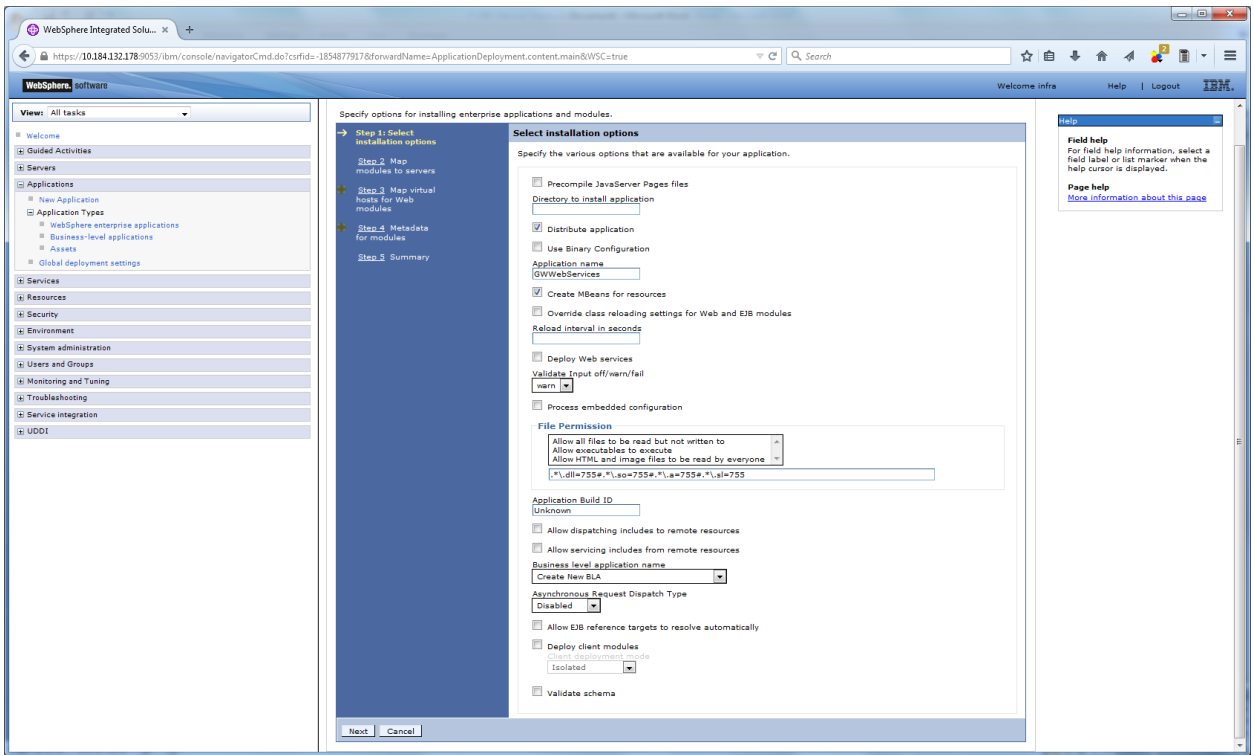 WebSphere Integrated Solu...
https://10.184.132.178:9053/ibm/console/navigatorCmd.do?csrfid=-1854877917&forwardName=ApplicationDeployment.content.main&WSC=true
Search
2
WebSphere. software
Welcome infra
Help | Logout
IBM.
View: All tasks
Welcome
Guided Activities
Servers
Applications
New Application
Application Types
WebSphere enterprise applications
Business-level applications
Assets
Global deployment settings
Services
Resources
Security
Environment
System administration
Users and Groups
Monitoring and Tuning
Troubleshooting
Service integration
UDDI
Specify options for installing enterprise applications and modules.
Step 1: Select
installation options
Step 2 Map
modules to servers
Step 3 Map virtual
hosts for Web
modules
Step 4 Metadata
for modules
Step 5 Summary
Select installation options
Specify the various options that are available for your application.
Precompile JavaServer Pages files
Directory to install application
Distribute application
Use Binary Configuration
Application name
GWWebServices
Create MBeans for resources
Override class reloading settings for Web and EJB modules
Reload interval in seconds
Deploy Web services
Validate Input off/warn/fail
warn
Process embedded configuration
File Permission
Allow all files to be read but not written to
Allow executables to execute
Allow HTML and image files to be read by everyone
.*\.dll=755#.*\.so=755#.*\.a=755#.*\.sl=755
Application Build ID
Unknown
Allow dispatching includes to remote resources
Allow servicing includes from remote resources
Business level application name
Create New BLA
Asynchronous Request Dispatch Type
Disabled
Allow EJB reference targets to resolve automatically
Deploy client modules
Client deployment mode
Isolated
Validate schema
Next
Cancel
Help
Field help
For field help information, select a
field label or list marker when the
help cursor is displayed.
Page help
More information about this page